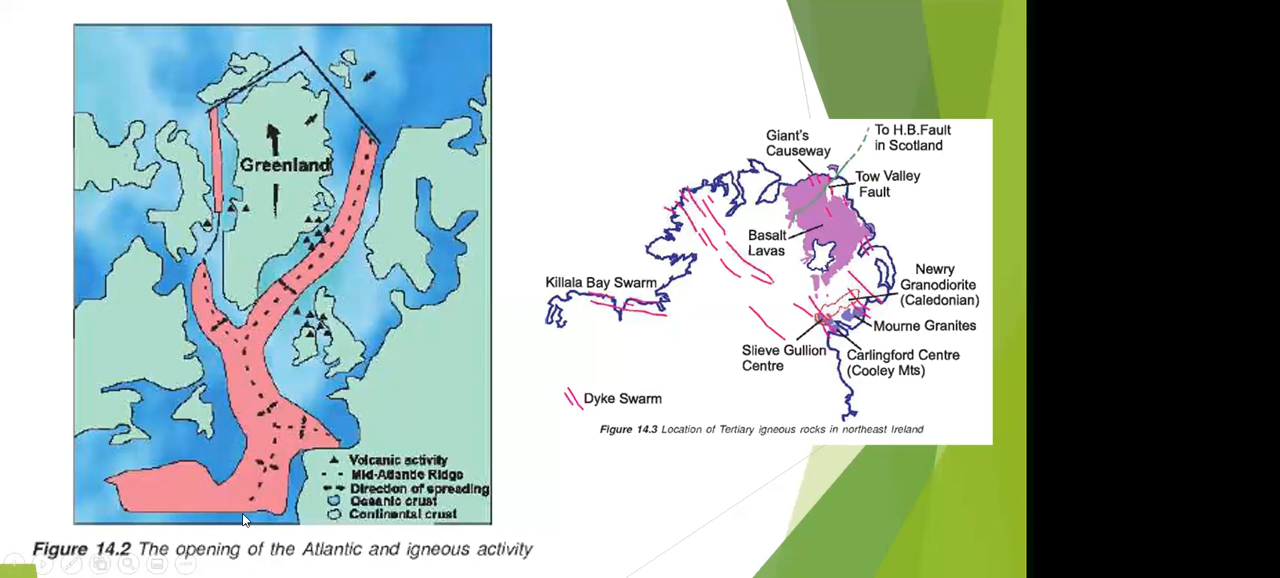 Greenland
Volcanic activity
Mid-Atlantic Ridge
Direction of spreading
Oceanic crust
Continental crust
Figure 14.2 The opening of the Atlantic and igneous activity
Giant's
Causeway
To H.B.Fault
in Scotland
Tow Valley
Fault
Basalt
Lavas
Killala Bay Swarm
Newry
Granodiorite
(Caledonian)
Mourne Granites
Slieve Gullion
Centre
Carlingford Centre
(Cooley Mts)
Dyke Swarm
Figure 14.3 Location of Tertiary igneous rocks in northeast Ireland